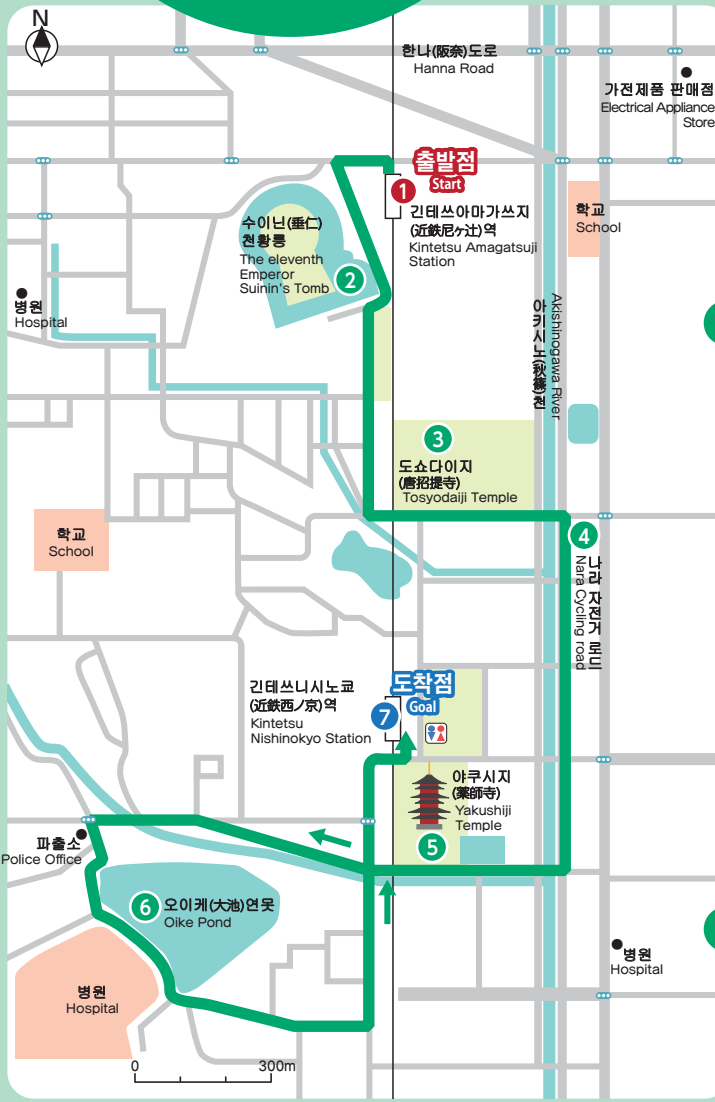 N
한나(阪奈)도로
Hanna Road
가전제품 판매점
Electrical Appliance
Store
출발점
Start
1
긴테쓰아마가쓰지
(近鉄尼ヶ辻)역
Kintetsu Amagatsuji
Station
학교
School
수이닌(垂仁)
천황릉
The eleventh
Emperor
Suinin's Tomb
2
병원
Hospital
아키시노(秋篠)천
Akishinogawa River
3
도쇼다이지
(唐招提寺)
Tosyodaiji Temple
4
나라 자전거 로드
Nara Cycling road
학교
School
긴테쓰니시노쿄
(近鉄西ノ京)역
Kintetsu
Nishinokyo Station
도착점
Goal
7
야쿠시지
(薬師寺)
Yakushiji
Temple
5
파출소
Police Office
6
오이케(大池)연못
Oike Pond
병원
Hospital
병원
Hospital
0 300m